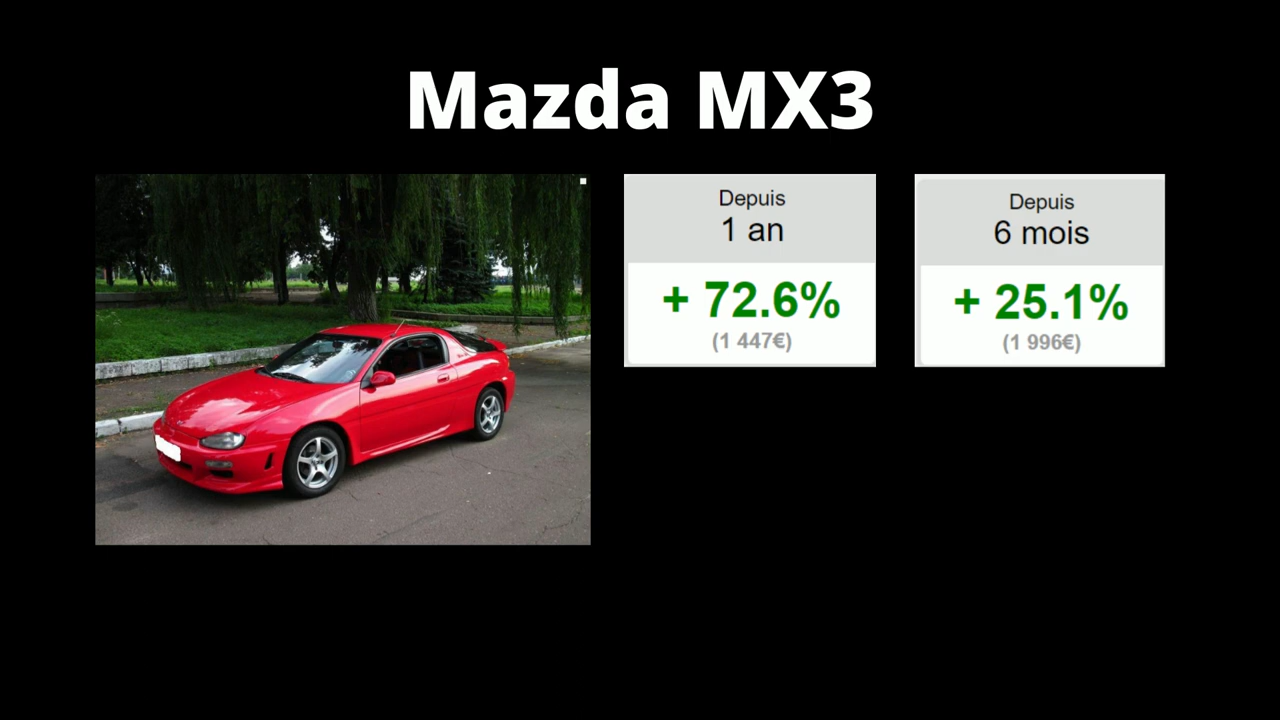 Mazda MX3
Depuis
1 an
+ 72.6%
(1 447€)
Depuis
6 mois
+ 25.1%
(1 996€)